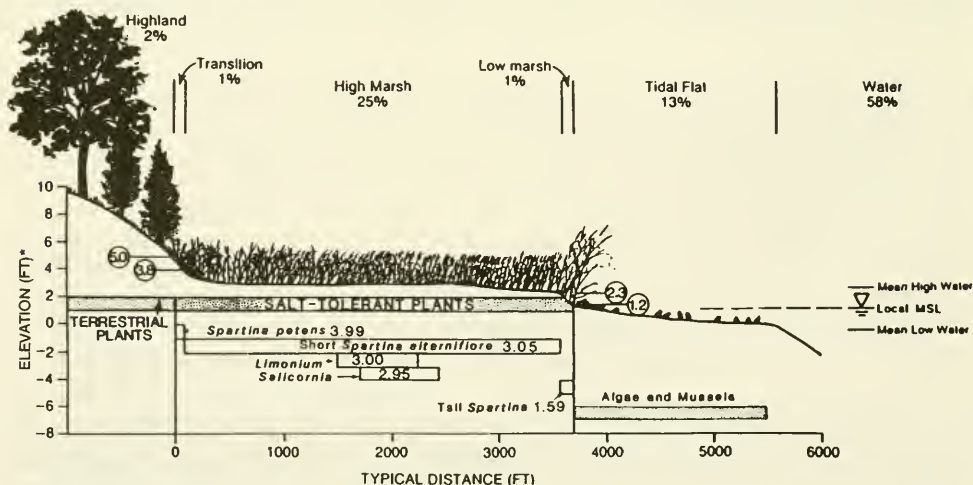 Highland
2%
Transition
1%
High Marsh
25%
Low marsh
1%
Tidal Flat
13%
Water
58%
10
8
6
4
2
0
-2
-4
-6
-8
ELEVATION (FT)*
5.0
3.8
2.3
1.2
Mean High Water
Local MSL
Mean Low Water
SALT-TOLERANT PLANTS
TERRESTRIAL
PLANTS
Spartina petens 3.99
Short Spartina elterniflore 3.05
Limonium 3.00
Selicornia 2.95
Tall Spartina 1.59
Algae and Mussels
0 1000 2000 3000 4000 5000 6000
TYPICAL DISTANCE (FT)